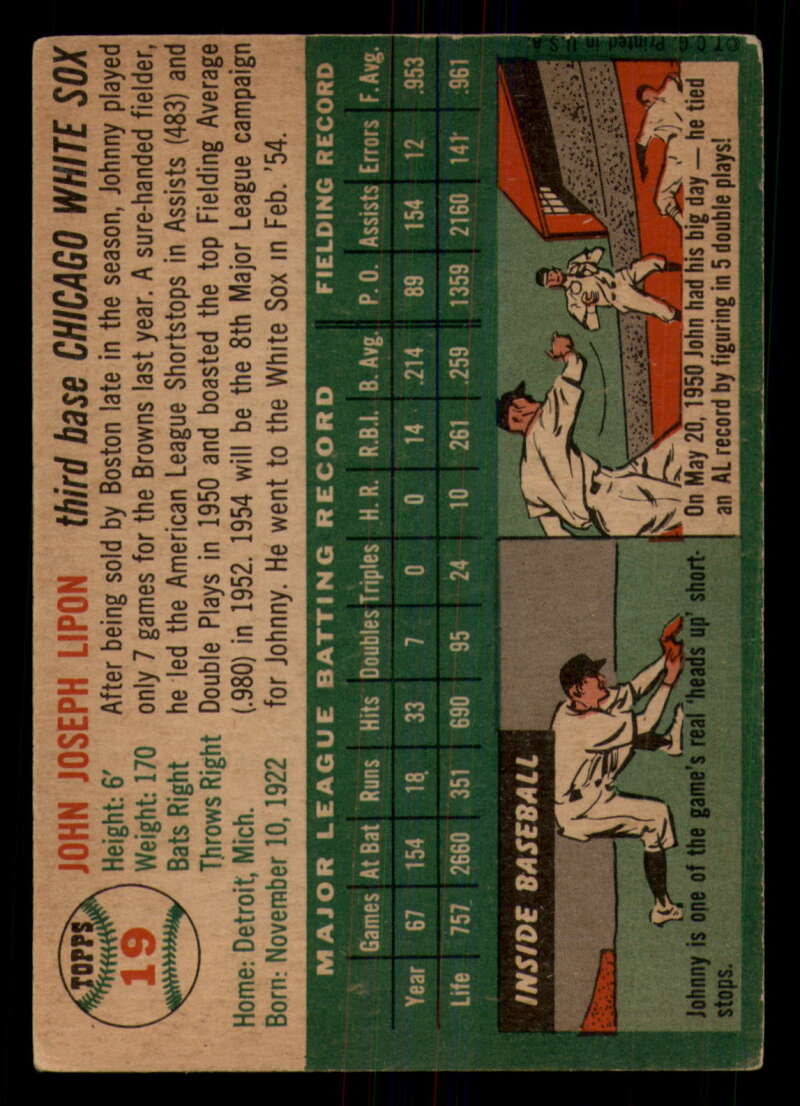 TOPPS
19
JOHN JOSEPH LIPON third base CHICAGO WHITE SOX
Height: 6'
Weight: 170
Bats Right
Throws Right
Home: Detroit, Mich.
Born: November 10, 1922
After being sold by Boston late in the season, Johnny played
only 7 games for the Browns last year. A sure-handed fielder,
he led the American League Shortstops in Assists (483) and
Double Plays in 1950 and boasted the top Fielding Average
(.980) in 1952. 1954 will be the 8th Major League campaign
for Johnny. He went to the White Sox in Feb. '54.
MAJOR LEAGUE BATTING RECORD FIELDING RECORD
Games At Bat Runs Hits Doubles Triples H. R. R.B.I. B. Avg. P. O. Assists Errors F. Avg.
Year 67 154 18 33 7 0 0 14 .214 89 154 12 .953
Life 757 2660 351 690 95 24 10 261 .259 1359 2160 141 .961
INSIDE BASEBALL
Johnny is one of the game's real 'heads up' short-
stops.
On May 20, 1950 John had his big day — he tied
an AL record by figuring in 5 double plays!
©T.C.G. Printed in U.S.A.